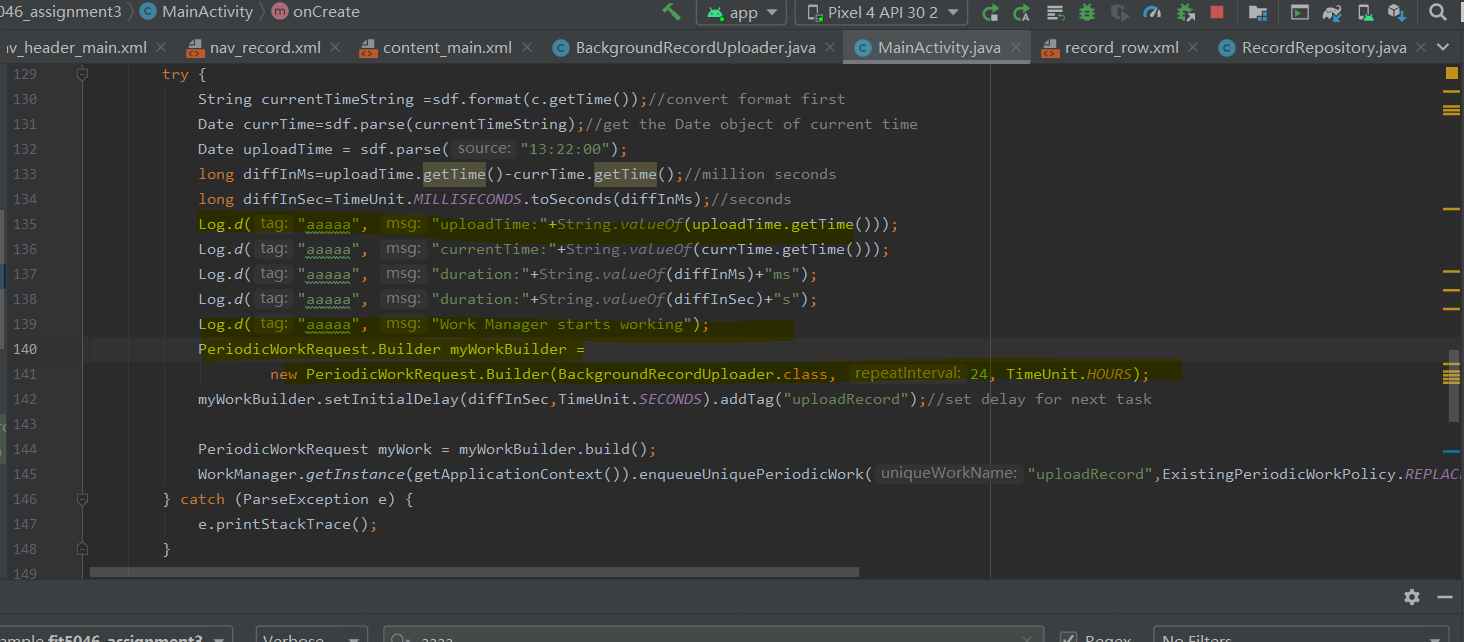 046_assignment3 MainActivity onCreate app Pixel 4 API 30 2
av_header_main.xml nav_record.xml content_main.xml BackgroundRecordUploader.java MainActivity.java record_row.xml RecordRepository.java
129 try {
130 String currentTimeString =sdf.format(c.getTime());//convert format first
131 Date currTime=sdf.parse(currentTimeString);//get the Date object of current time
132 Date uploadTime = sdf.parse( source: "13:22:00");
133 long diffInMs=uploadTime.getTime()-currTime.getTime();//million seconds
134 long diffInSec=TimeUnit.MILLISECONDS.toSeconds(diffInMs);//seconds
135 Log.d( tag: "aaaaa", msg: "uploadTime:"+String.valueOf(uploadTime.getTime()));
136 Log.d( tag: "aaaaa", msg: "currentTime:"+String.valueOf(currTime.getTime()));
137 Log.d( tag: "aaaaa", msg: "duration:"+String.valueOf(diffInMs)+"ms");
138 Log.d( tag: "aaaaa", msg: "duration:"+String.valueOf(diffInSec)+"s");
139 Log.d( tag: "aaaaa", msg: "Work Manager starts working");
140 PeriodicWorkRequest.Builder myWorkBuilder =
141 new PeriodicWorkRequest.Builder(BackgroundRecordUploader.class, repeatInterval: 24, TimeUnit.HOURS);
142 myWorkBuilder.setInitialDelay(diffInSec,TimeUnit.SECONDS).addTag("uploadRecord");//set delay for next task
143
144 PeriodicWorkRequest myWork = myWorkBuilder.build();
145 WorkManager.getInstance(getApplicationContext()).enqueueUniquePeriodicWork( uniqueWorkName: "uploadRecord",ExistingPeriodicWorkPolicy.REPLAC
146 } catch (ParseException e) {
147 e.printStackTrace();
148 }
149
ample.fit5046_assignment3 Verbose aaaa Regex No Filters